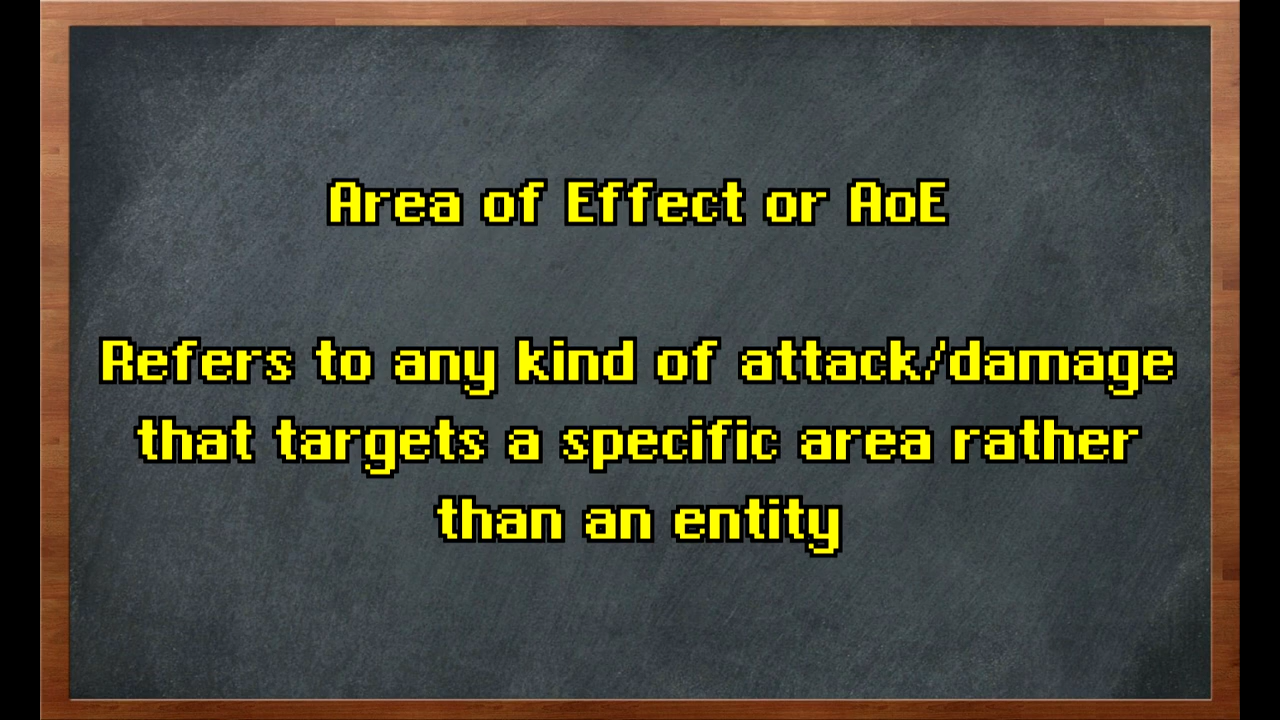 Area of Effect or AoE
Refers to any kind of attack/damage
that targets a specific area rather
than an entity